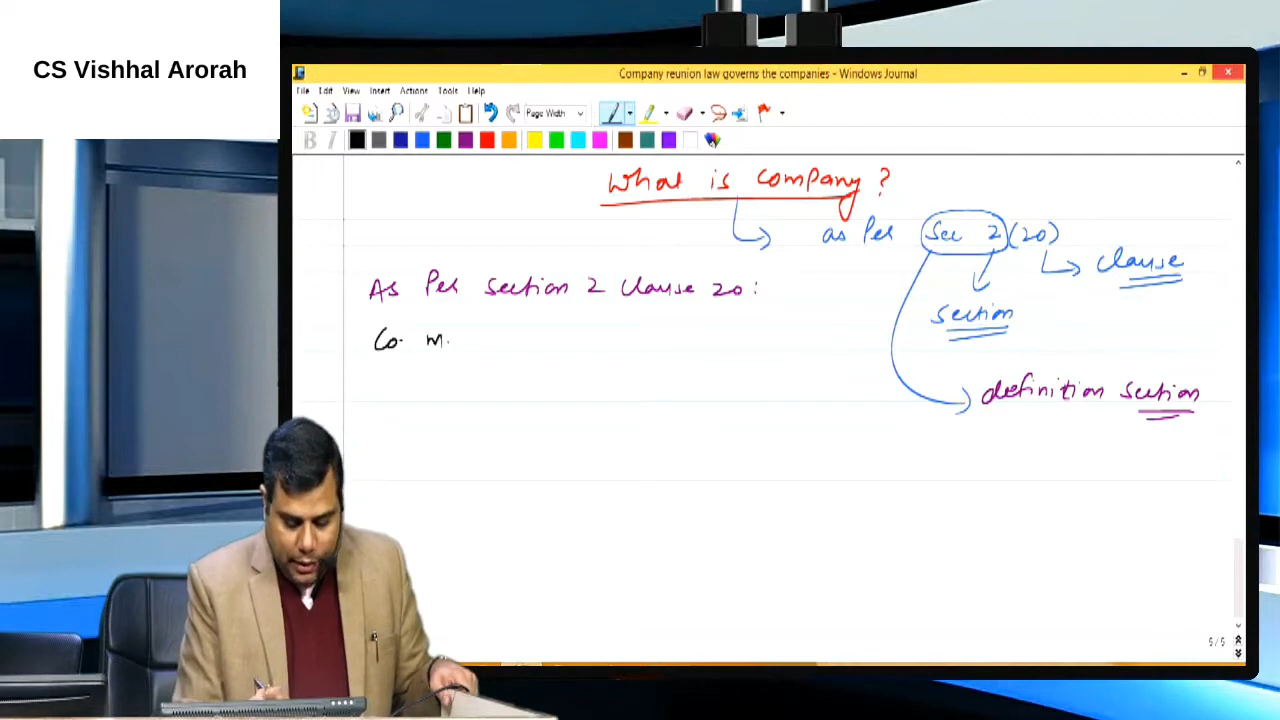 CS Vishhal Arorah
Company reunion law governs the companies - Windows Journal
File Edit View Insert Actions Tools Help
Page Width
B I
What is company?
as Per Sec 2(20)
clause
section
As Per section 2 clause 20:
Co. m.
definition section
5/5